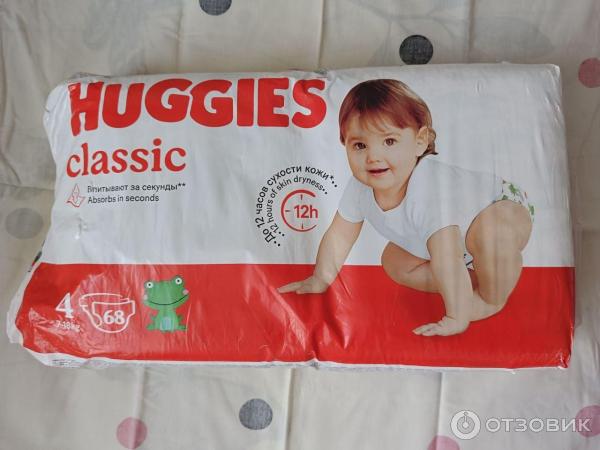 HUGGIES
classic
Впитывают за секунды**
Absorbs in seconds
До 12 часов сухости кожи*
12 hours of skin dryness
12h
4
68
ОТЗОВИК